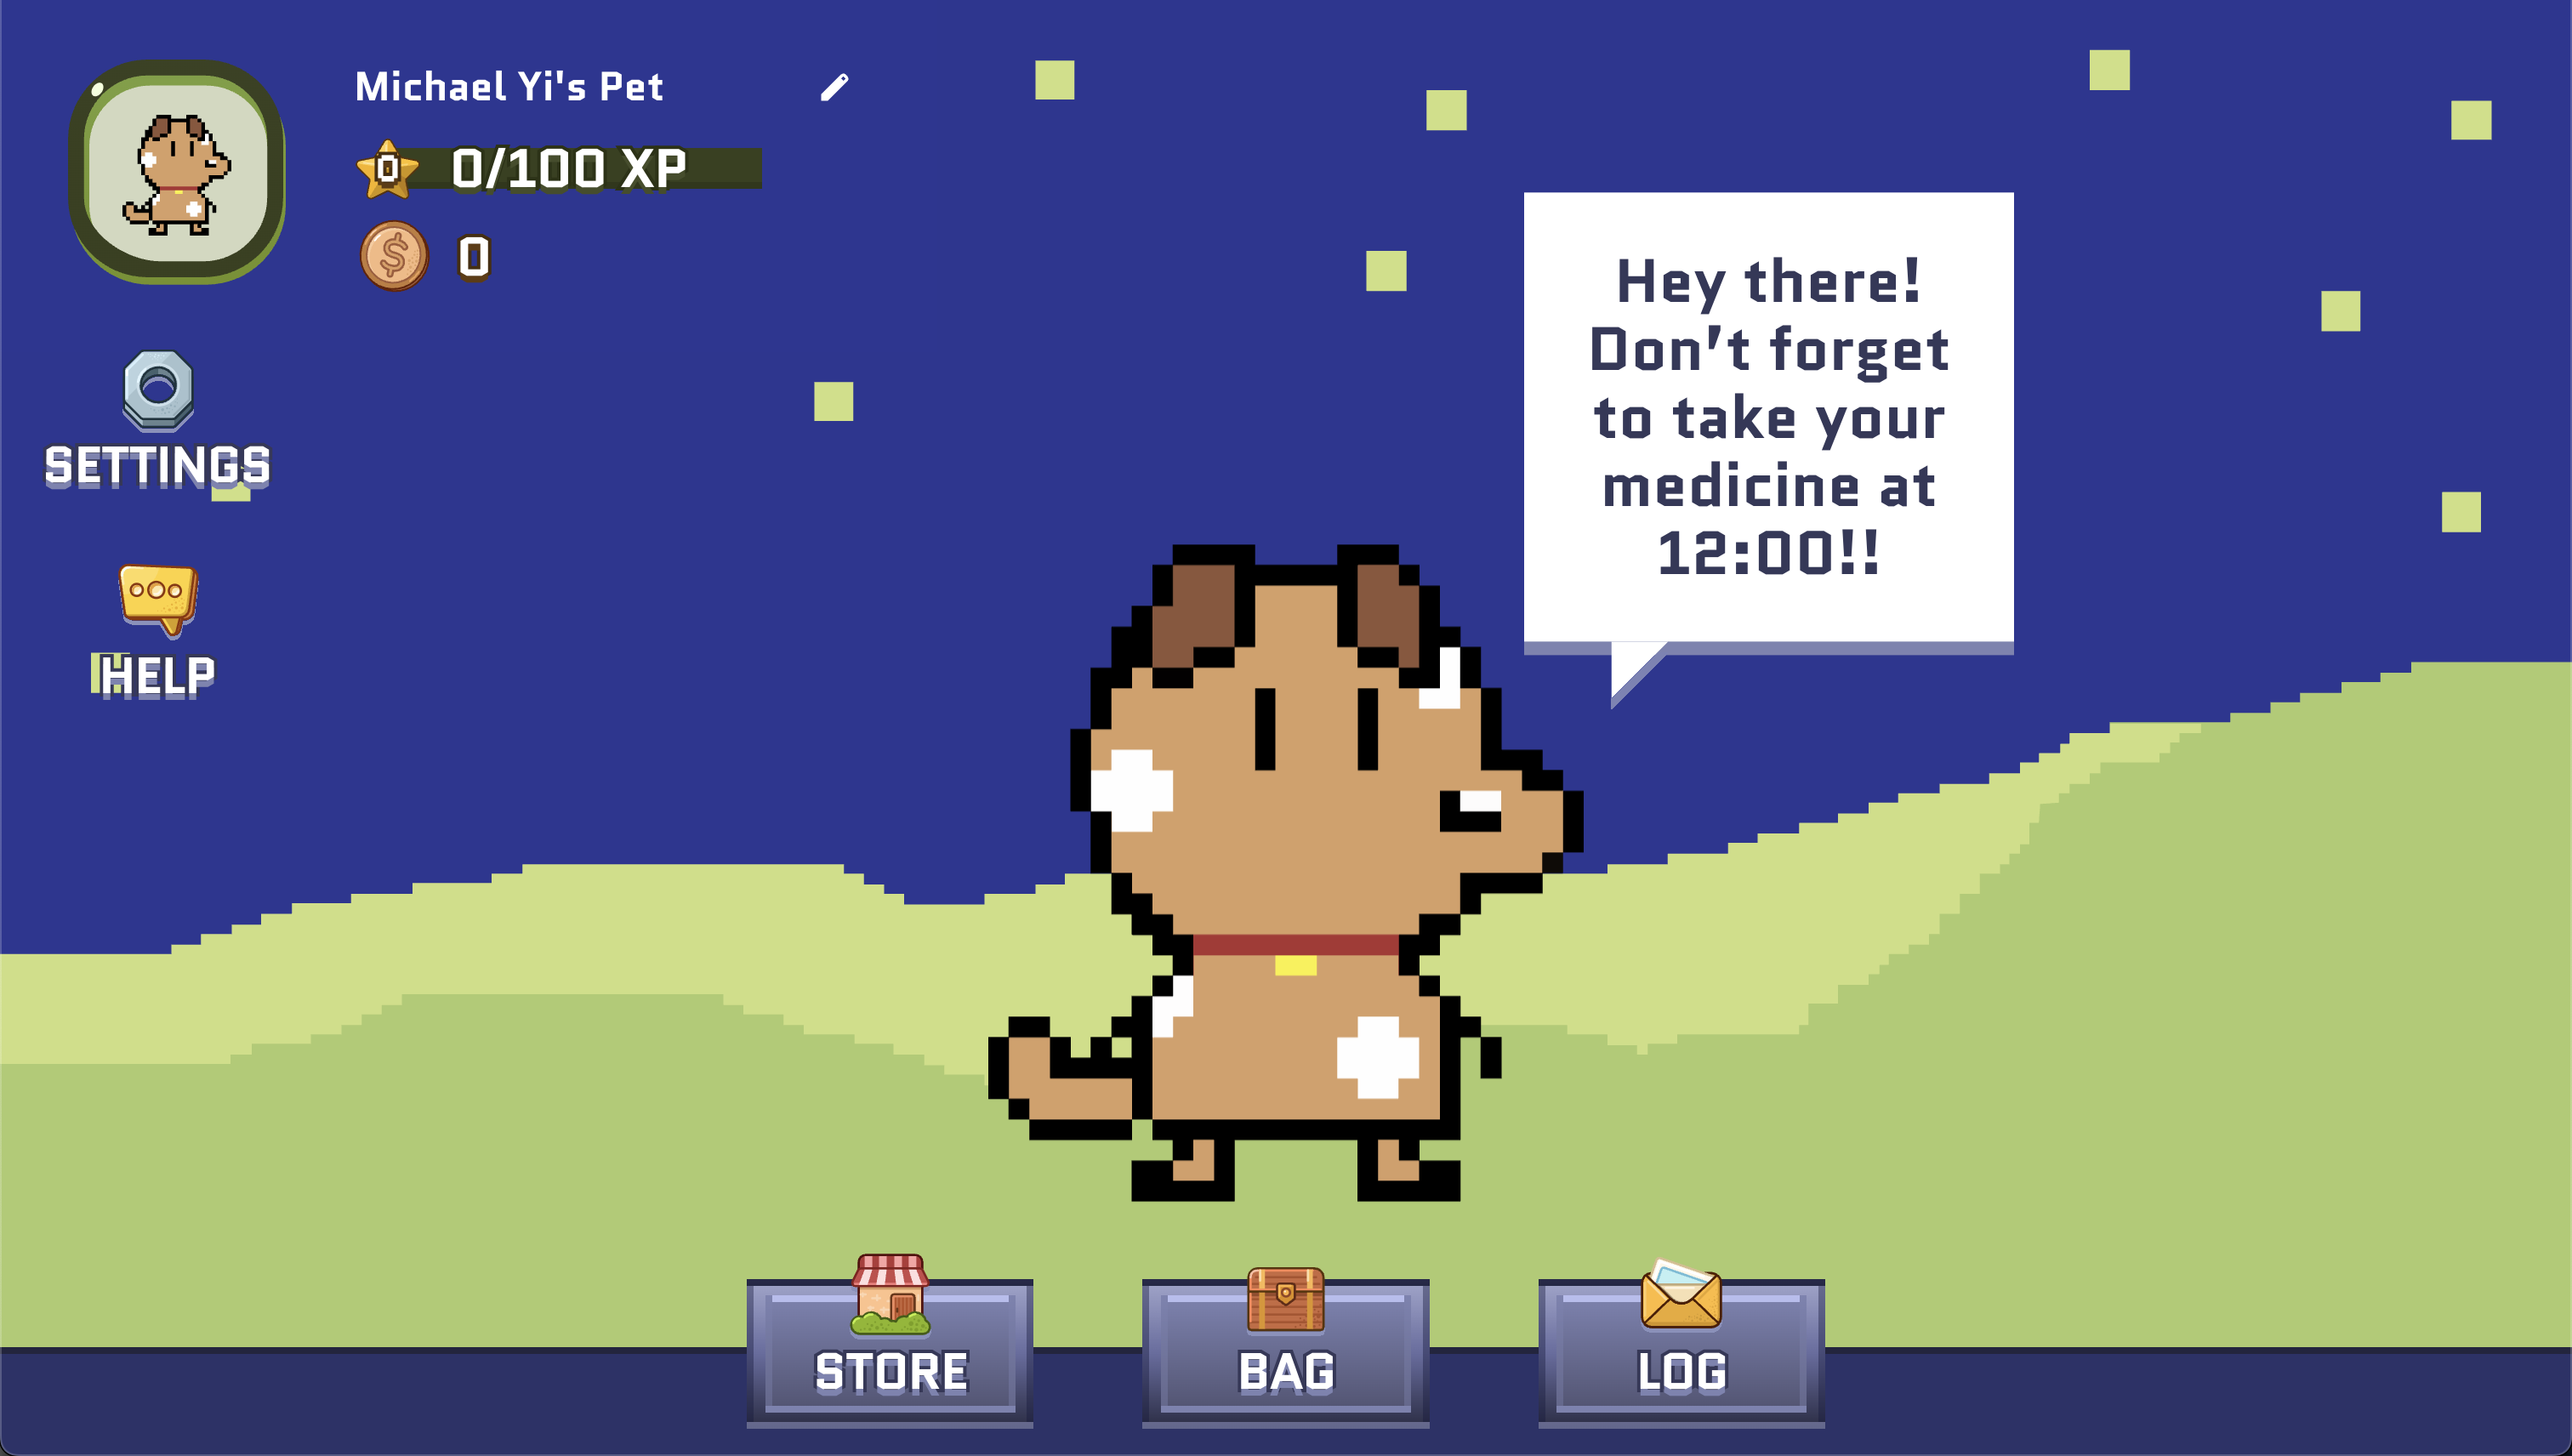 Michael Yi's Pet
0
0/100 XP
$
0
SETTINGS
HELP
Hey there!
Don't forget
to take your
medicine at
12:00!!
STORE
BAG
LOG